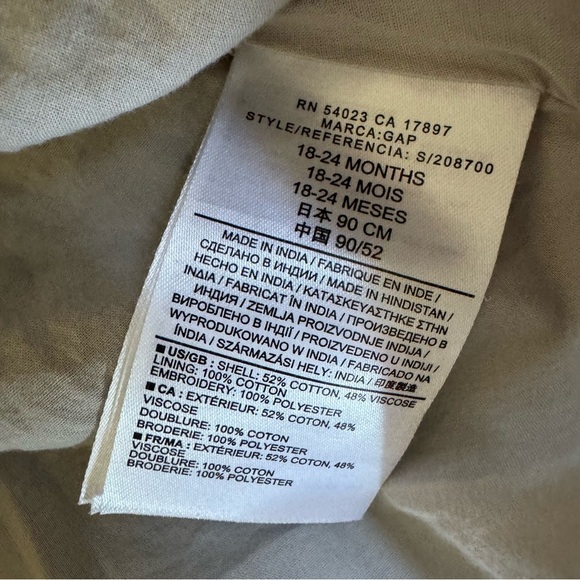 RN 54023 CA 17897
MARCA:GAP
STYLE/REFERENCIA: S/208700
18-24 MONTHS
18-24 MOIS
18-24 MESES
日本 90 CM
中国 90/52
MADE IN INDIA / FABRIQUE EN INDE /
СДЕЛАНО В ИНДИИ / MADE IN HINDISTAN /
HECHO EN INDIA / ΚΑΤΑΣΚΕΥΑΣΤΗΚΕ ΣΤΗΝ
ΙΝΔΙΑ / FABRICAT ÎN INDIA / ПРОИЗВЕДЕНО В
ИНДИЯ / ZEMLJA PROIZVODNJE INDIJA /
ВИРОБЛЕНО В ІНДІЇ / PROIZVEDENO U INDIJI /
WYPRODUKOWANO W INDIA / FABRICADO NA
ÍNDIA / SZÁRMAZÁSI HELY: INDIA / 印度製造
■ US/GB : SHELL: 52% COTTON, 48% VISCOSE
LINING: 100% COTTON
EMBROIDERY: 100% POLYESTER
■ CA : EXTÉRIEUR: 52% COTON, 48%
VISCOSE
DOUBLURE: 100% COTON
BRODERIE: 100% POLYESTER
■ FR/MA : EXTÉRIEUR: 52% COTON, 48%
VISCOSE
DOUBLURE: 100% COTON
BRODERIE: 100% POLYESTER